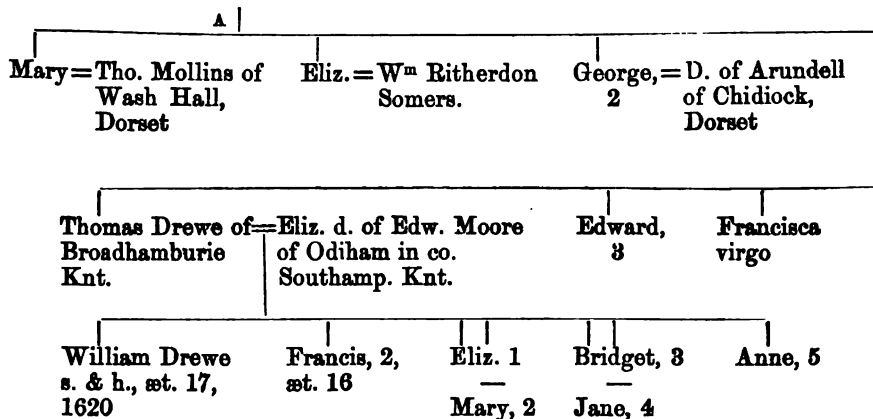 A
Mary=Tho. Mollins of Wash Hall, Dorset
Eliz.=Wᵐ Ritherdon Somers.
George, 2 = D. of Arundell of Chidiock, Dorset
Thomas Drewe of Broadhamburie Knt.
=Eliz. d. of Edw. Moore of Odiham in co. Southamp. Knt.
Edward, 3
Francisca virgo
William Drewe s. & h., æt. 17, 1620
Francis, 2, æt. 16
Eliz. 1
Mary, 2
Bridget, 3
Jane, 4
Anne, 5